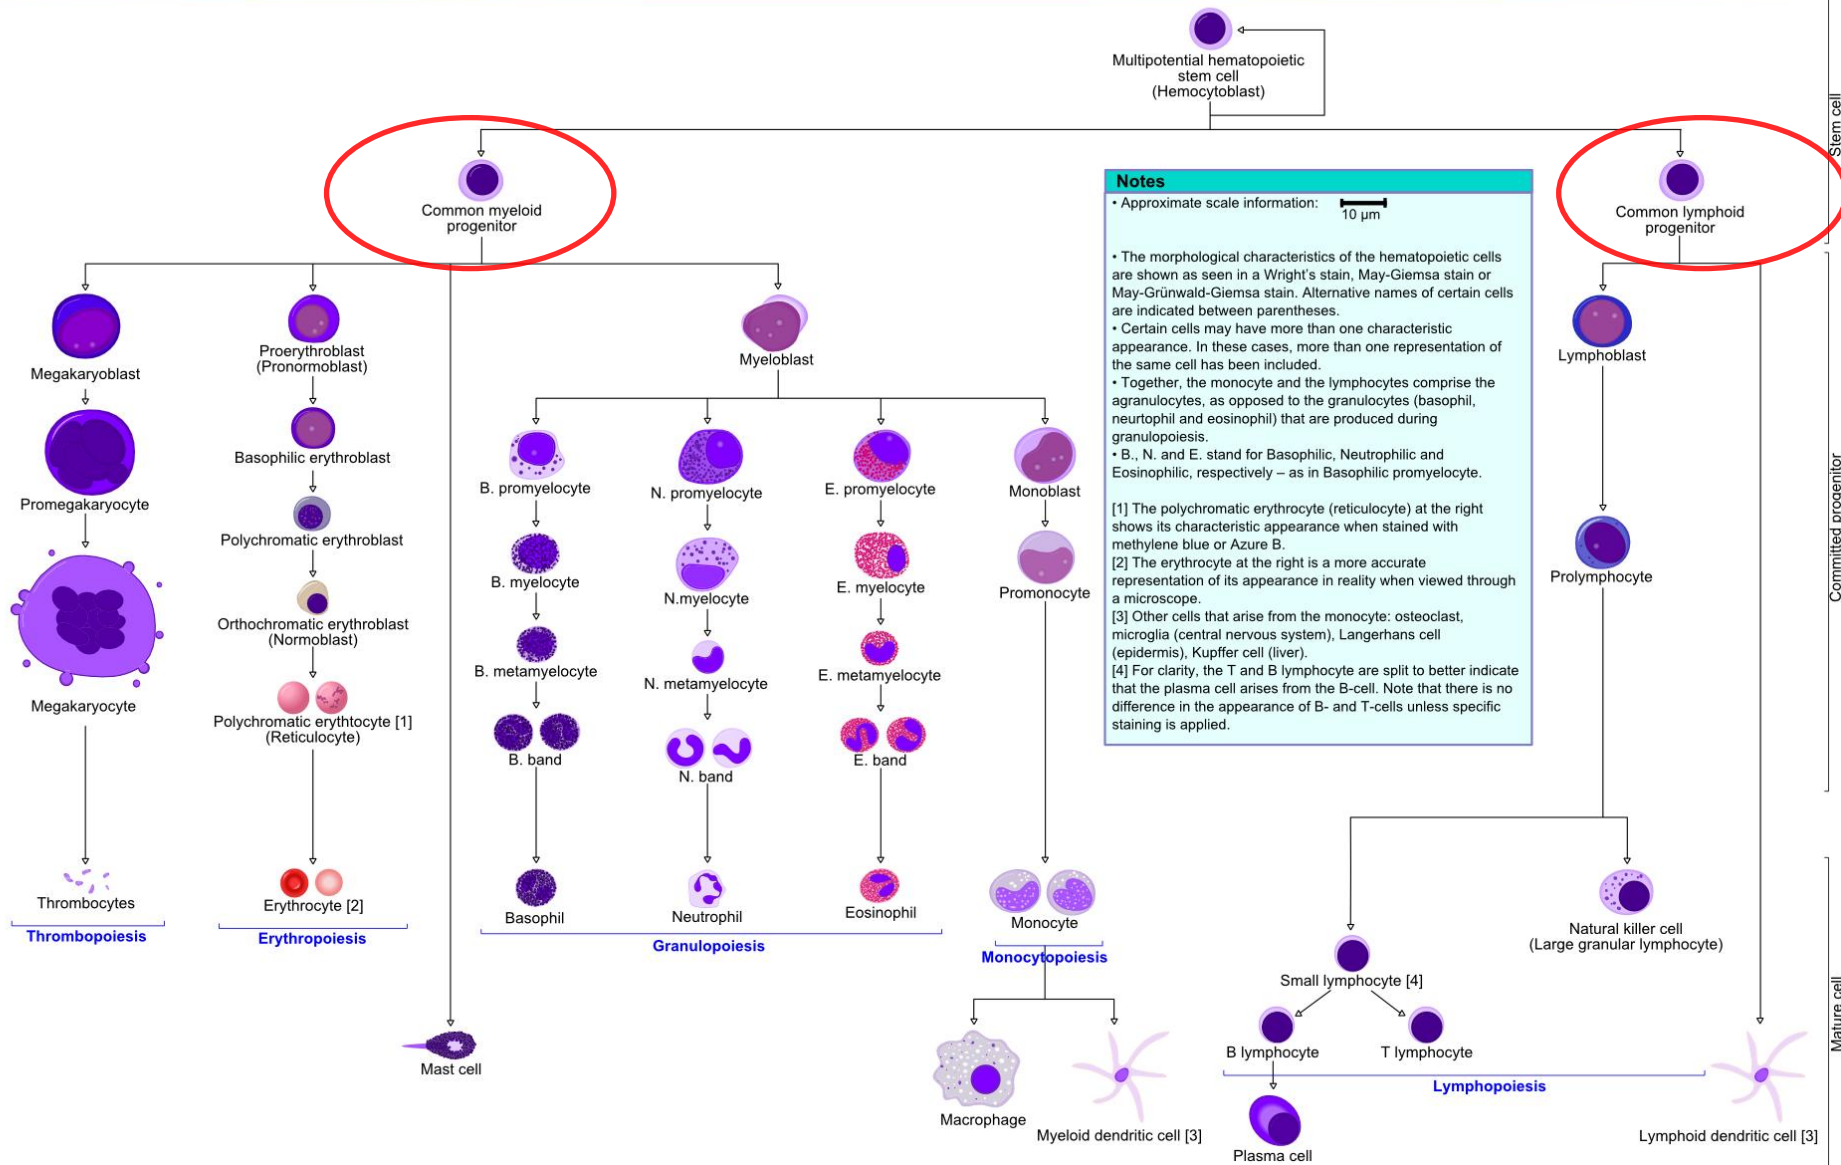 Multipotential hematopoietic
stem cell
(Hemocytoblast)
Stem cell
Common myeloid
progenitor
Common lymphoid
progenitor
Notes
• Approximate scale information:
10 µm
• The morphological characteristics of the hematopoietic cells
are shown as seen in a Wright's stain, May-Giemsa stain or
May-Grünwald-Giemsa stain. Alternative names of certain cells
are indicated between parentheses.
• Certain cells may have more than one characteristic
appearance. In these cases, more than one representation of
the same cell has been included.
• Together, the monocyte and the lymphocytes comprise the
agranulocytes, as opposed to the granulocytes (basophil,
neurtophil and eosinophil) that are produced during
granulopoiesis.
• B., N. and E. stand for Basophilic, Neutrophilic and
Eosinophilic, respectively – as in Basophilic promyelocyte.
[1] The polychromatic erythrocyte (reticulocyte) at the right
shows its characteristic appearance when stained with
methylene blue or Azure B.
[2] The erythrocyte at the right is a more accurate
representation of its appearance in reality when viewed through
a microscope.
[3] Other cells that arise from the monocyte: osteoclast,
microglia (central nervous system), Langerhans cell
(epidermis), Kupffer cell (liver).
[4] For clarity, the T and B lymphocyte are split to better indicate
that the plasma cell arises from the B-cell. Note that there is no
difference in the appearance of B- and T-cells unless specific
staining is applied.
Megakaryoblast
Promegakaryocyte
Megakaryocyte
Thrombocytes
Thrombopoiesis
Proerythroblast
(Pronormoblast)
Basophilic erythroblast
Polychromatic erythroblast
Orthochromatic erythroblast
(Normoblast)
Polychromatic erythtocyte [1]
(Reticulocyte)
Erythrocyte [2]
Erythropoiesis
Mast cell
Myeloblast
B. promyelocyte
B. myelocyte
B. metamyelocyte
B. band
Basophil
N. promyelocyte
N.myelocyte
N. metamyelocyte
N. band
Neutrophil
E. promyelocyte
E. myelocyte
E. metamyelocyte
E. band
Eosinophil
Granulopoiesis
Monoblast
Promonocyte
Monocyte
Monocytopoiesis
Macrophage
Myeloid dendritic cell [3]
Lymphoblast
Prolymphocyte
Committed progenitor
Natural killer cell
(Large granular lymphocyte)
Small lymphocyte [4]
B lymphocyte
T lymphocyte
Lymphopoiesis
Plasma cell
Lymphoid dendritic cell [3]
Mature cell